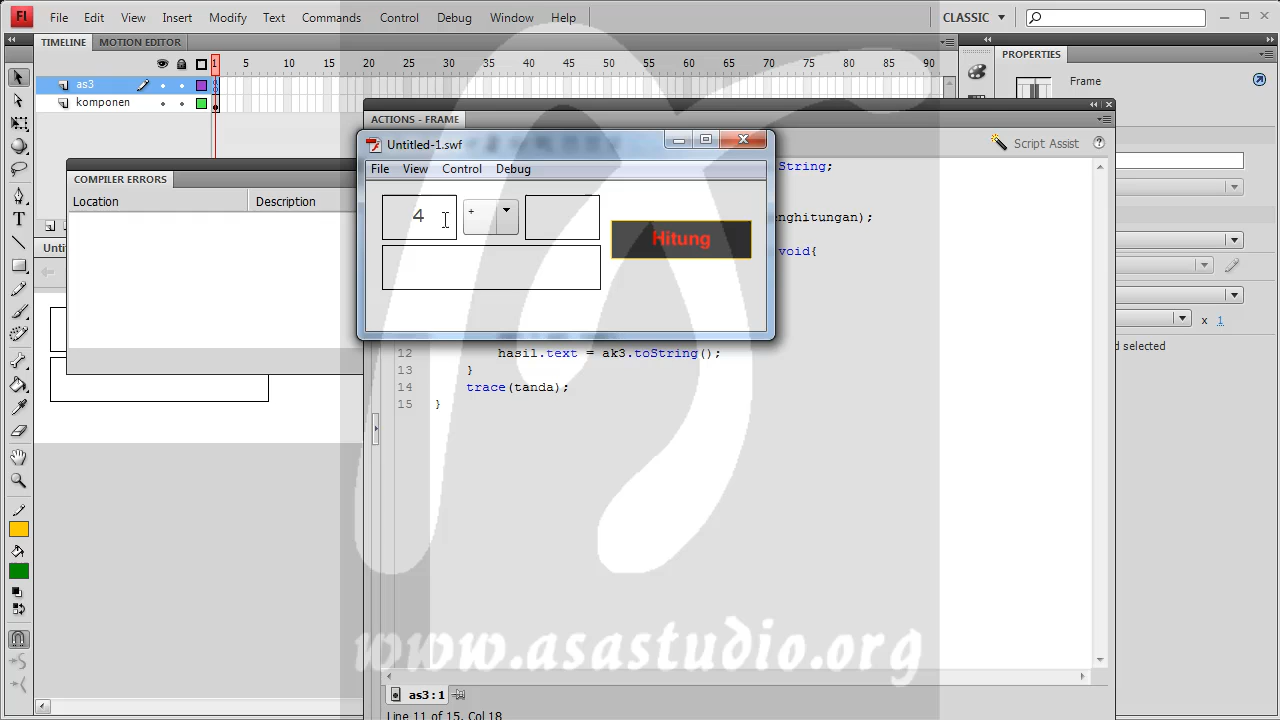 Fl File Edit View Insert Modify Text Commands Control Debug Window Help CLASSIC
TIMELINE MOTION EDITOR
PROPERTIES
1 5 10 15 20 25 30 35 40 45 50 55 60 65 70 75 80 85 90
as3
komponen
Frame
ACTIONS - FRAME
Script Assist
Untitled-1.swf
File View Control Debug
4
+
Hitung
COMPILER ERRORS
Location Description
String;
enghitungan);
void{
12 hasil.text = ak3.toString();
13 }
14 trace(tanda);
15 }
x 1
d selected
www.asastudio.org
as3:1
Line 11 of 15, Col 18